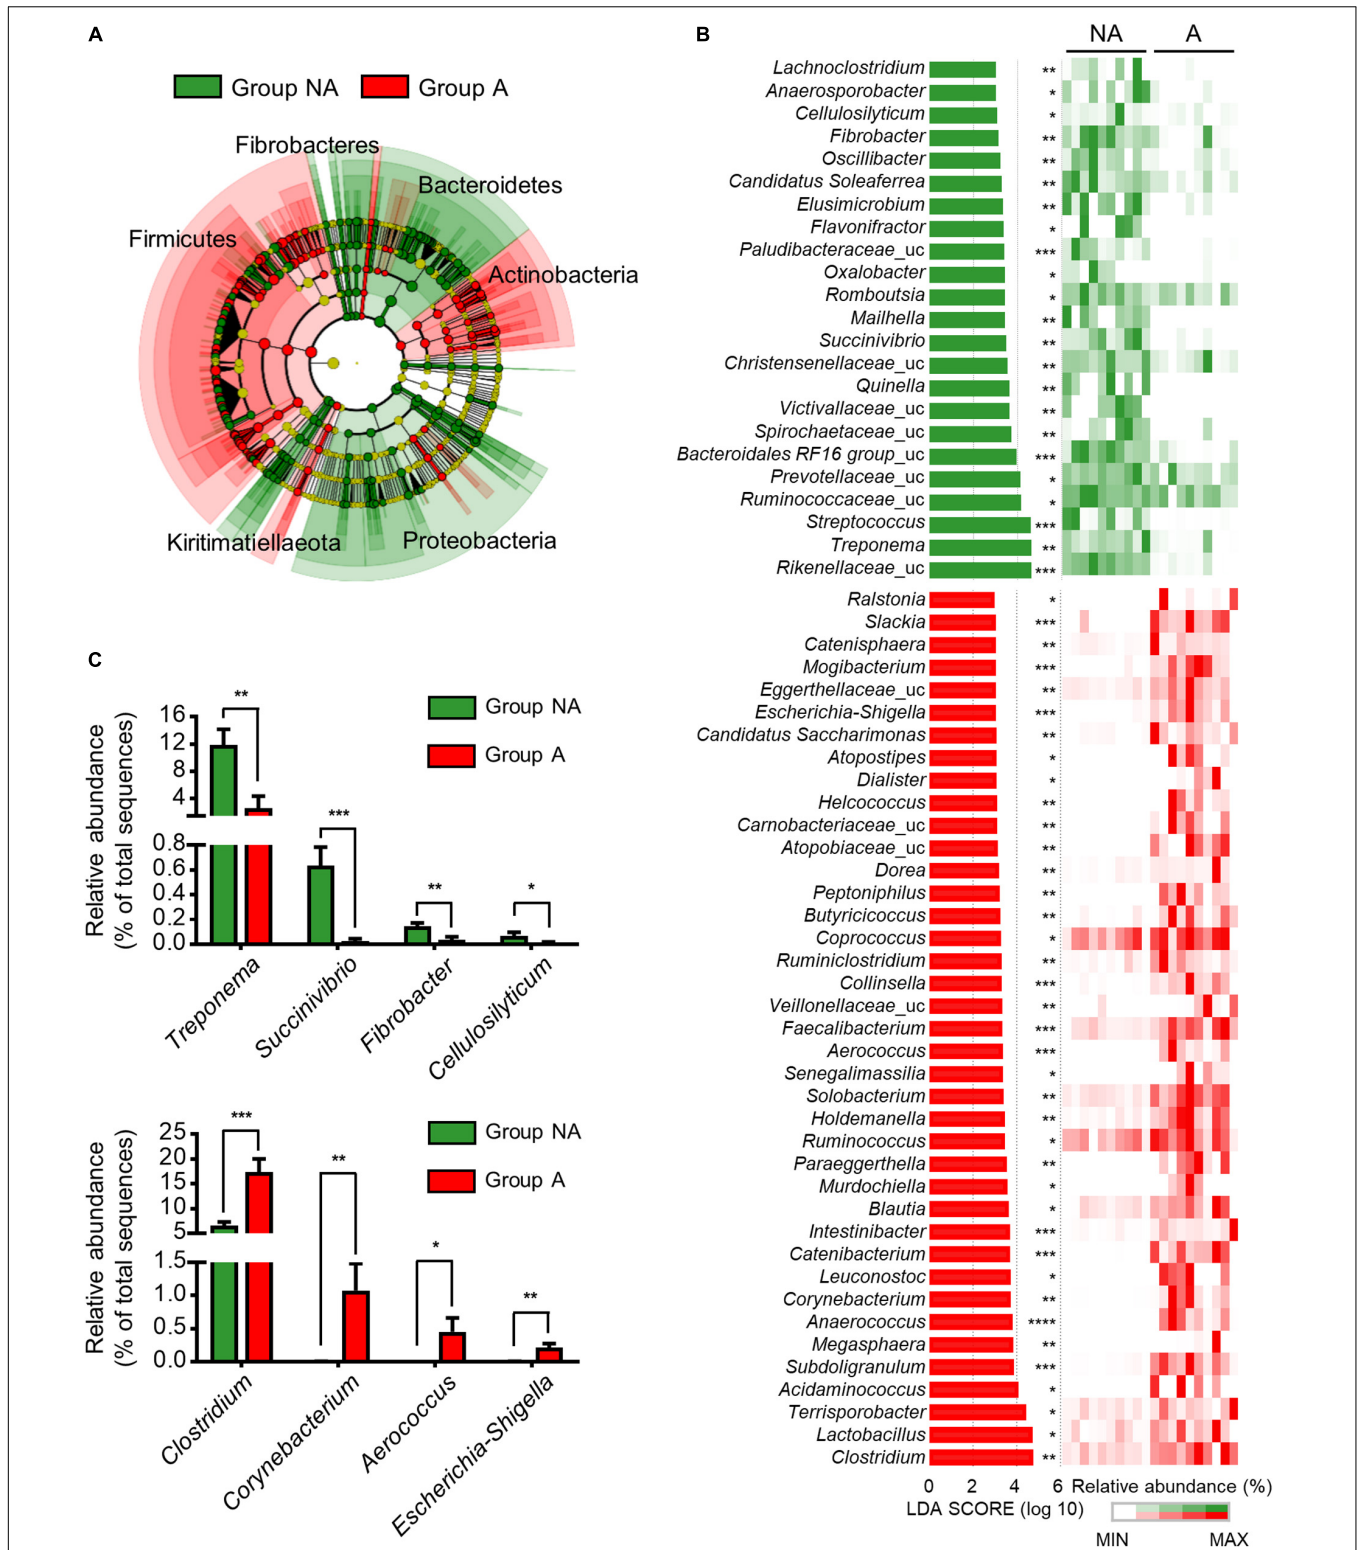 A
Group NA
Group A
Fibrobacteres
Bacteroidetes
Firmicutes
Actinobacteria
Kiritimatiellaeota
Proteobacteria
B
NA
A
Lachnoclostridium **
Anaerosporobacter *
Cellulosilyticum *
Fibrobacter **
Oscillibacter **
Candidatus Soleaferrea **
Elusimicrobium **
Flavonifractor *
Paludibacteraceae_uc ***
Oxalobacter *
Romboutsia *
Mailhella **
Succinivibrio **
Christensenellaceae_uc **
Quinella **
Victivallaceae_uc **
Spirochaetaceae_uc **
Bacteroidales RF16 group_uc ***
Prevotellaceae_uc *
Ruminococcaceae_uc *
Streptococcus ***
Treponema **
Rikenellaceae_uc ***
Ralstonia *
Slackia ***
Catenisphaera **
Mogibacterium ***
Eggerthellaceae_uc **
Escherichia-Shigella ***
Candidatus Saccharimonas **
Atopostipes *
Dialister *
Helcococcus **
Carnobacteriaceae_uc **
Atopobiaceae_uc **
Dorea **
Peptoniphilus **
Butyricicoccus **
Coprococcus *
Ruminiclostridium **
Collinsella ***
Veillonellaceae_uc **
Faecalibacterium ***
Aerococcus ***
Senegalimassilia *
Solobacterium **
Holdemanella **
Ruminococcus *
Paraeggerthella **
Murdochiella *
Blautia *
Intestinibacter ***
Catenibacterium ***
Leuconostoc *
Corynebacterium **
Anaerococcus ****
Megasphaera **
Subdoligranulum ***
Acidaminococcus *
Terrisporobacter *
Lactobacillus *
Clostridium **
0 2 4 6
LDA SCORE (log 10)
Relative abundance (%)
MIN MAX
C
Group NA
Group A
Relative abundance
(% of total sequences)
16
12
8
4
0.8
0.6
0.4
0.2
0.0
**
***
**
*
Treponema
Succinivibrio
Fibrobacter
Cellulosilyticum
Group NA
Group A
Relative abundance
(% of total sequences)
25
20
15
10
5
1.5
1.0
0.5
0.0
***
**
*
**
Clostridium
Corynebacterium
Aerococcus
Escherichia-Shigella